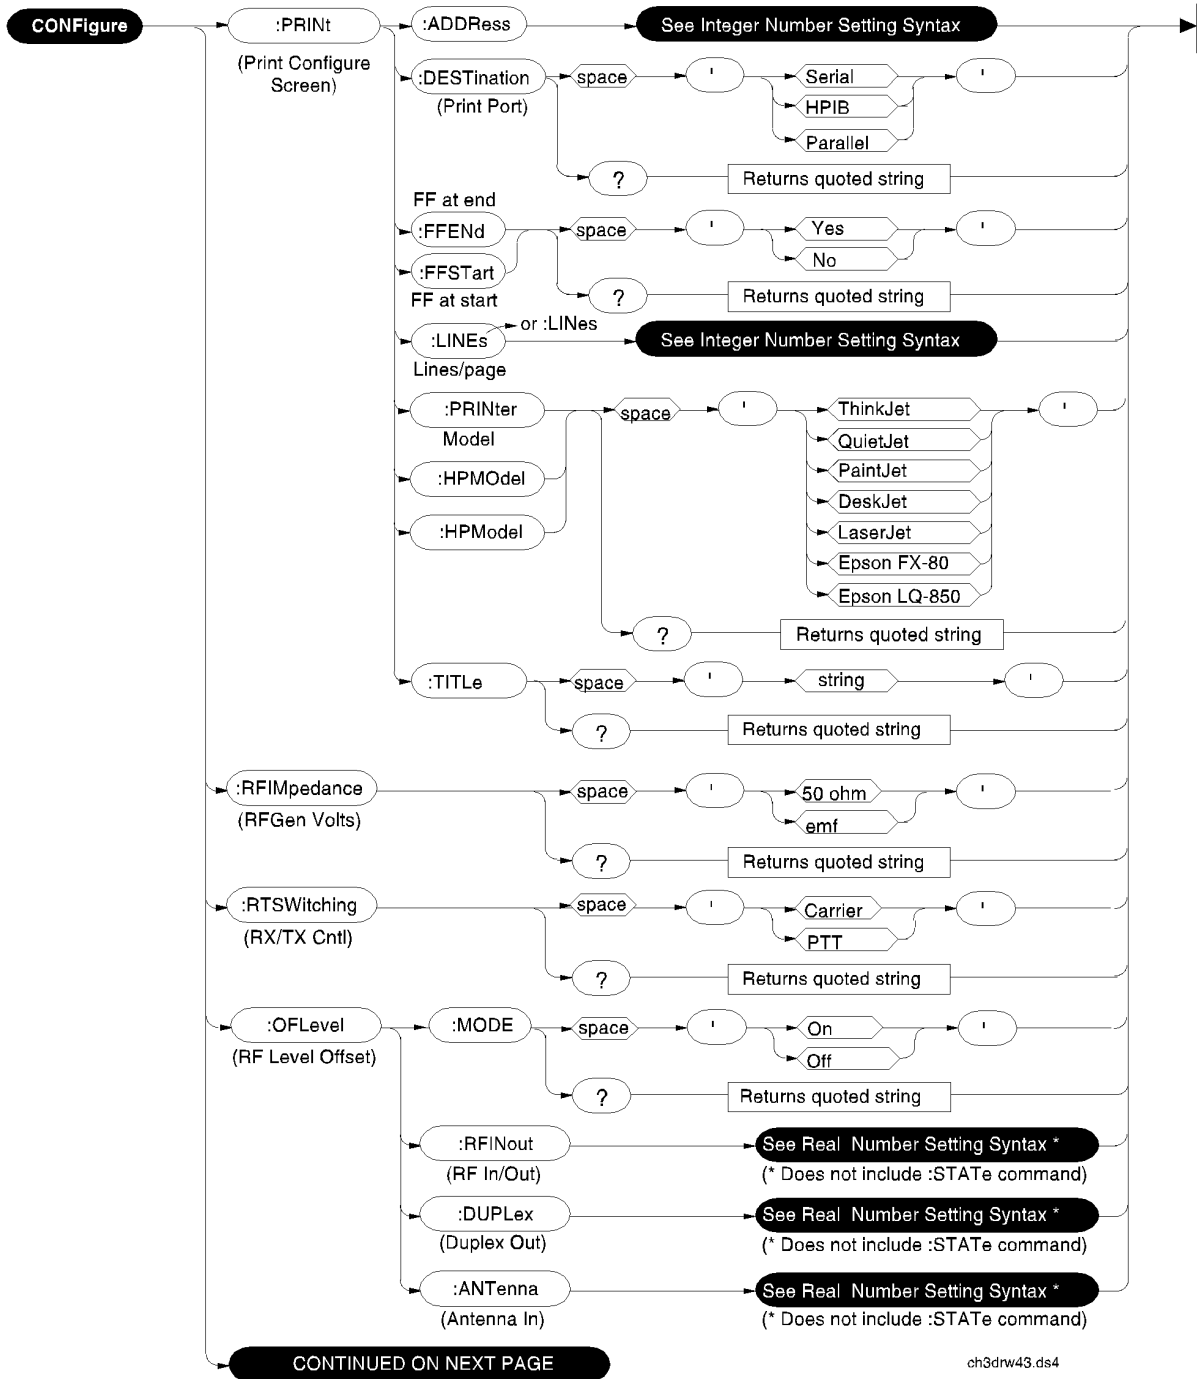 CONFigure :PRINt :ADDRess See Integer Number Setting Syntax
(Print Configure
Screen)
:DESTination space ' Serial '
(Print Port) HPIB
Parallel
? Returns quoted string
FF at end
:FFENd space ' Yes '
:FFSTart No
FF at start ? Returns quoted string
or :LINes
:LINEs See Integer Number Setting Syntax
Lines/page
:PRINter space ' ThinkJet '
Model QuietJet
PaintJet
:HPMOdel
DeskJet
:HPModel LaserJet
Epson FX-80
Epson LQ-850
? Returns quoted string
:TITLe space ' string '
? Returns quoted string
:RFIMpedance space ' 50 ohm '
(RFGen Volts) emf
? Returns quoted string
:RTSWitching space ' Carrier '
(RX/TX Cntl) PTT
? Returns quoted string
:OFLevel :MODE space ' On '
(RF Level Offset) Off
? Returns quoted string
:RFINout See Real Number Setting Syntax *
(RF In/Out) (* Does not include :STATe command)
:DUPLex See Real Number Setting Syntax *
(Duplex Out) (* Does not include :STATe command)
:ANTenna See Real Number Setting Syntax *
(Antenna In) (* Does not include :STATe command)
CONTINUED ON NEXT PAGE ch3drw43.ds4